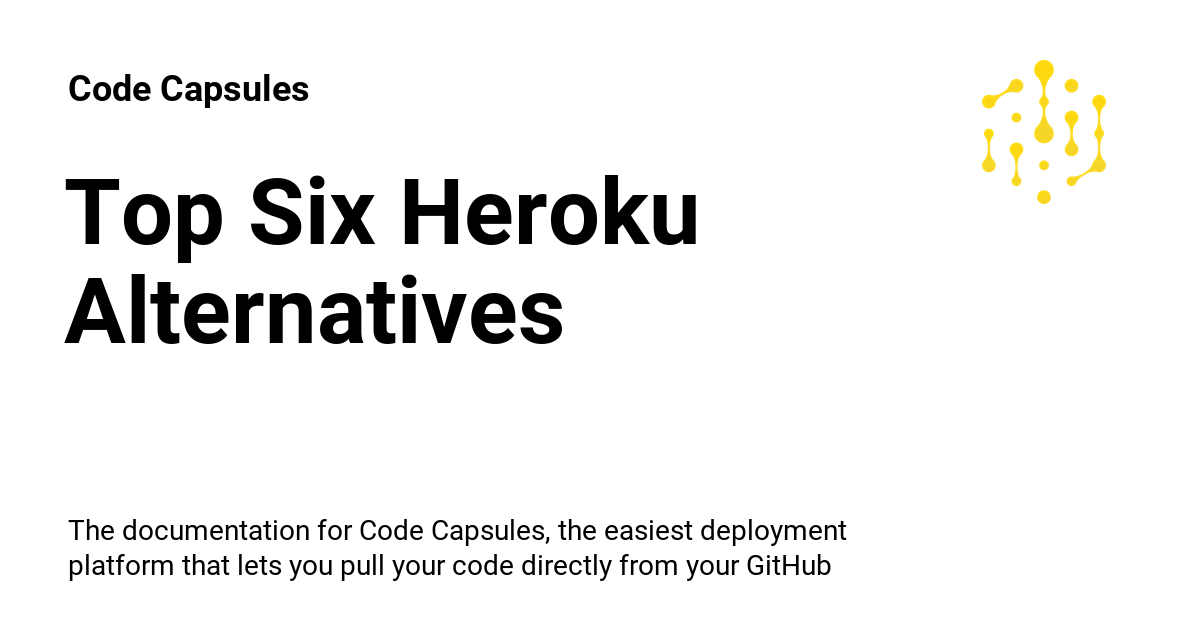 Code Capsules
Top Six Heroku
Alternatives
The documentation for Code Capsules, the easiest deployment
platform that lets you pull your code directly from your GitHub